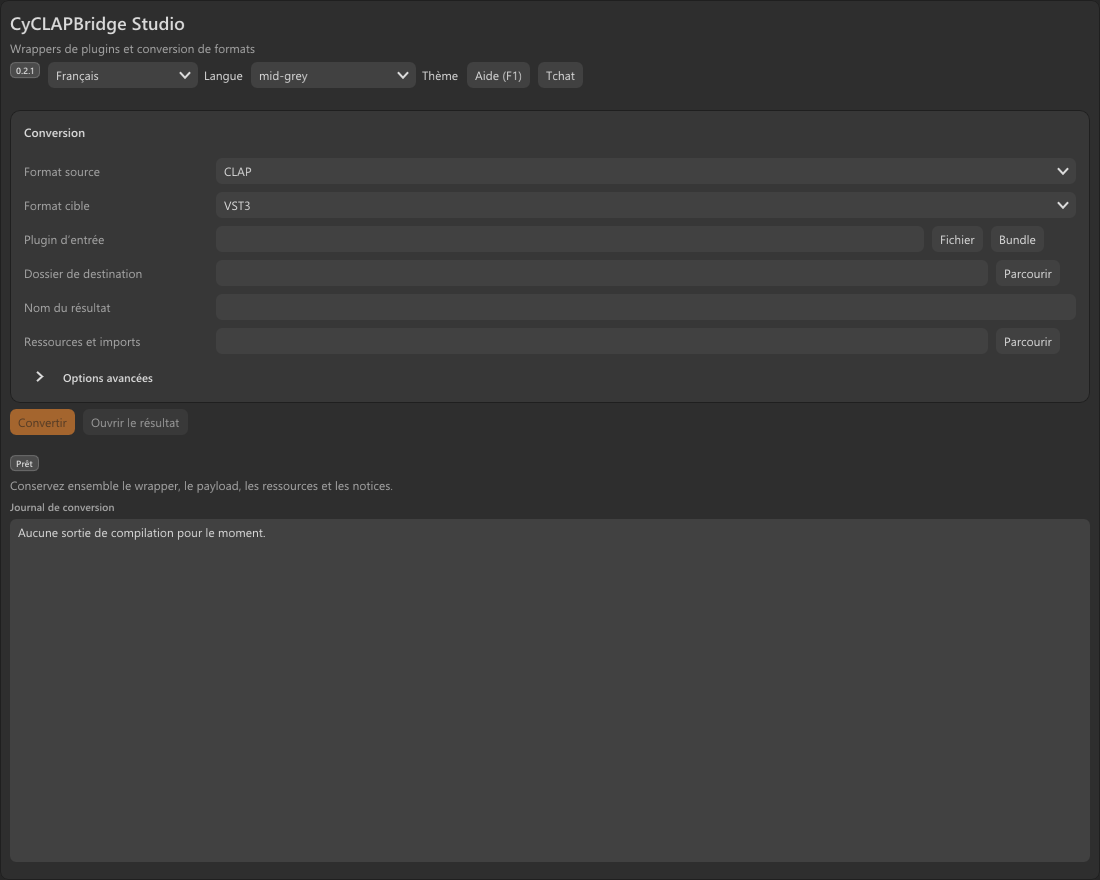 CyCLAPBridge Studio
Wrappers de plugins et conversion de formats
0.2.1 Français Langue mid-grey Thème Aide (F1) Tchat
Conversion
Format source CLAP
Format cible VST3
Plugin d'entrée Fichier Bundle
Dossier de destination Parcourir
Nom du résultat
Ressources et imports Parcourir
Options avancées
Convertir Ouvrir le résultat
Prêt
Conservez ensemble le wrapper, le payload, les ressources et les notices.
Journal de conversion
Aucune sortie de compilation pour le moment.